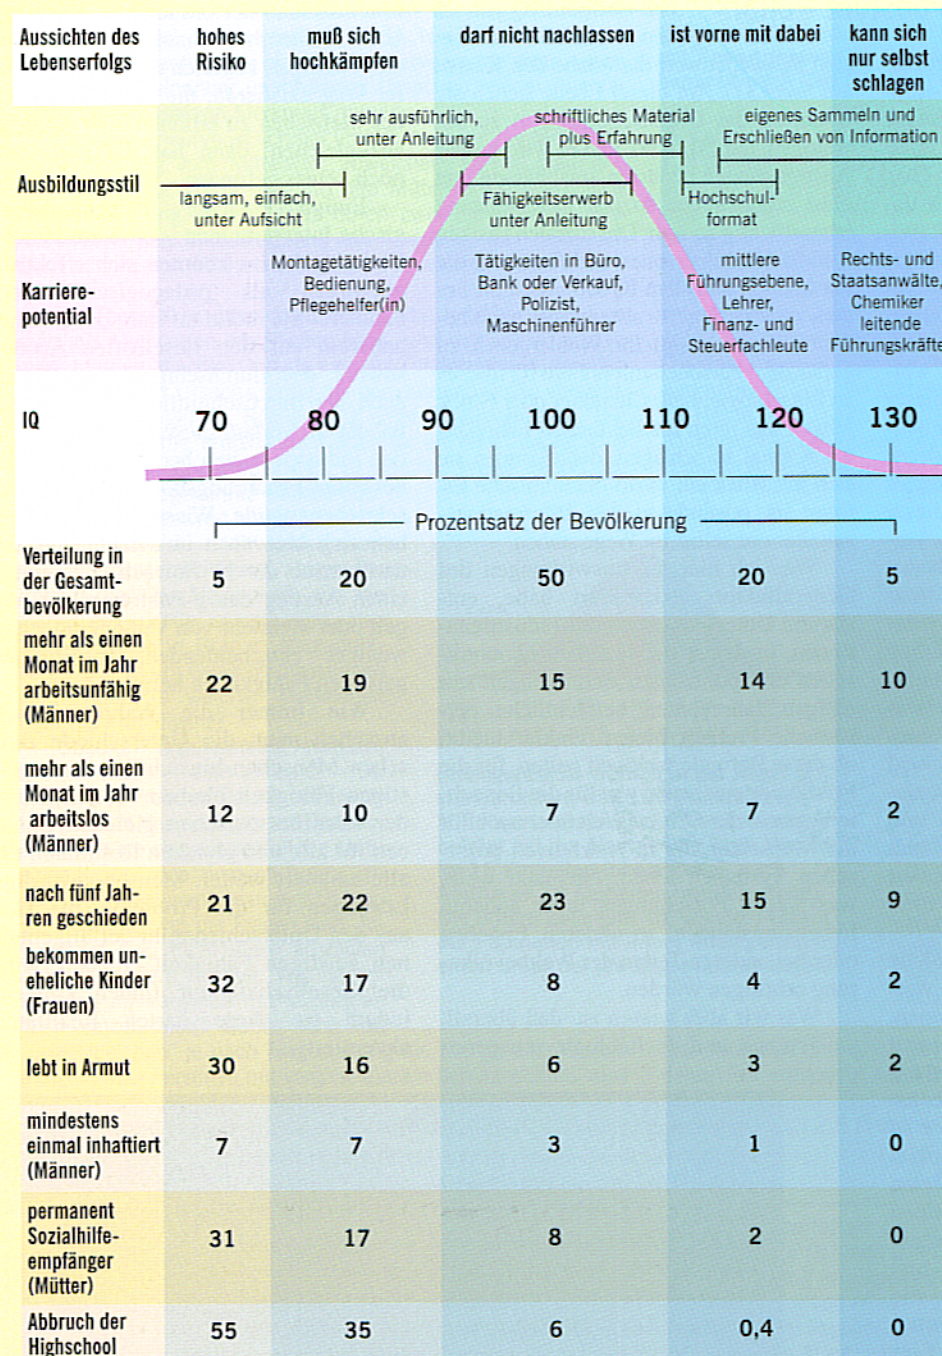 Aussichten des
Lebenserfolgs
hohes
Risiko
muß sich
hochkämpfen
darf nicht nachlassen
ist vorne mit dabei
kann sich
nur selbst
schlagen
Ausbildungsstil
sehr ausführlich,
unter Anleitung
schriftliches Material
plus Erfahrung
eigenes Sammeln und
Erschließen von Information
langsam, einfach,
unter Aufsicht
Fähigkeitserwerb
unter Anleitung
Hochschul-
format
Karriere-
potential
Montagetätigkeiten,
Bedienung,
Pflegehelfer(in)
Tätigkeiten in Büro,
Bank oder Verkauf,
Polizist,
Maschinenführer
mittlere
Führungsebene,
Lehrer,
Finanz- und
Steuerfachleute
Rechts- und
Staatsanwälte,
Chemiker
leitende
Führungskräfte
IQ 70 80 90 100 110 120 130
Prozentsatz der Bevölkerung
Verteilung in
der Gesamt-
bevölkerung
5 20 50 20 5
mehr als einen
Monat im Jahr
arbeitsunfähig
(Männer)
22 19 15 14 10
mehr als einen
Monat im Jahr
arbeitslos
(Männer)
12 10 7 7 2
nach fünf Jah-
ren geschieden
21 22 23 15 9
bekommen un-
eheliche Kinder
(Frauen)
32 17 8 4 2
lebt in Armut
30 16 6 3 2
mindestens
einmal inhaftiert
(Männer)
7 7 3 1 0
permanent
Sozialhilfe-
empfänger
(Mütter)
31 17 8 2 0
Abbruch der
Highschool
55 35 6 0,4 0